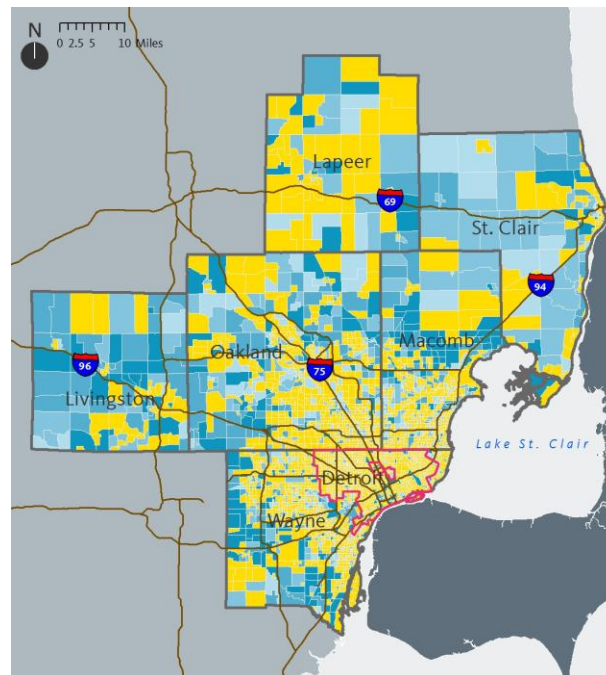 N
0 2.5 5 10 Miles
Lapeer
69
St. Clair
94
Macomb
Oakland
75
96
Livingston
Lake St. Clair
Detroit
Wayne